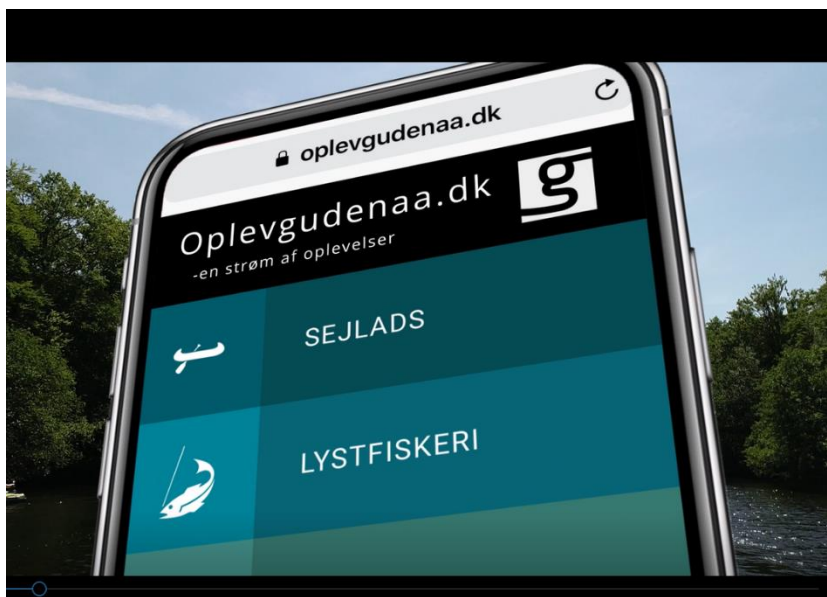 oplevgudenaa.dk
Oplevgudenaa.dk
g
-en strøm af oplevelser
SEJLADS
LYSTFISKERI